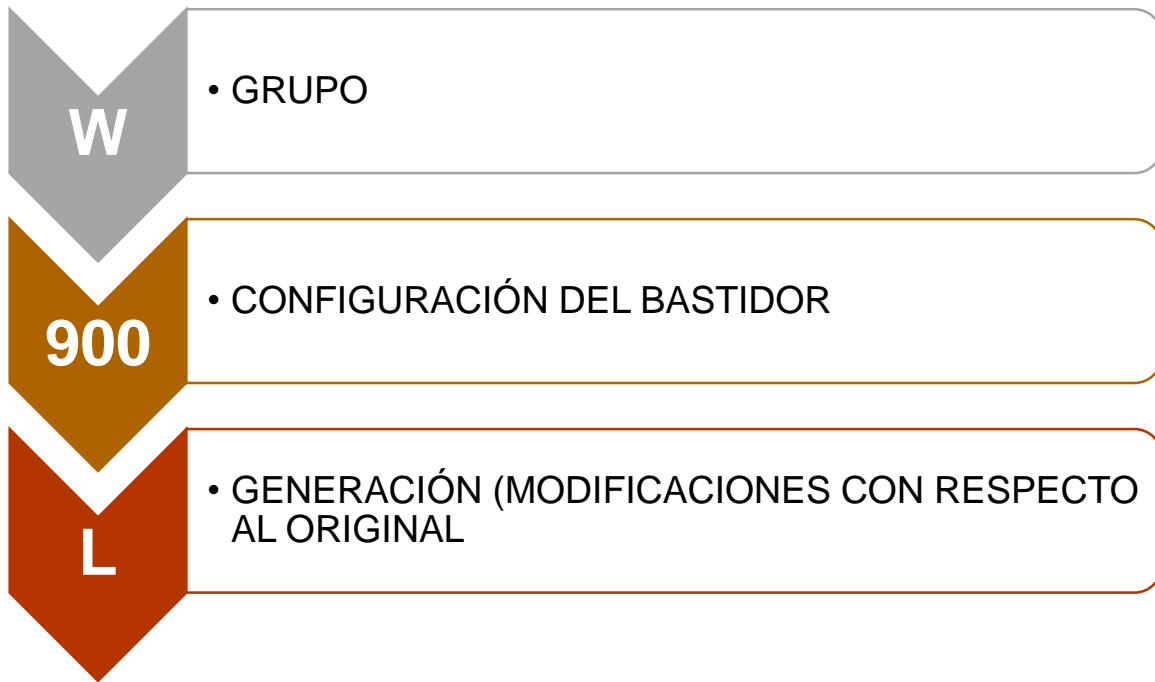 W
• GRUPO
900
• CONFIGURACIÓN DEL BASTIDOR
L
• GENERACIÓN (MODIFICACIONES CON RESPECTO
AL ORIGINAL